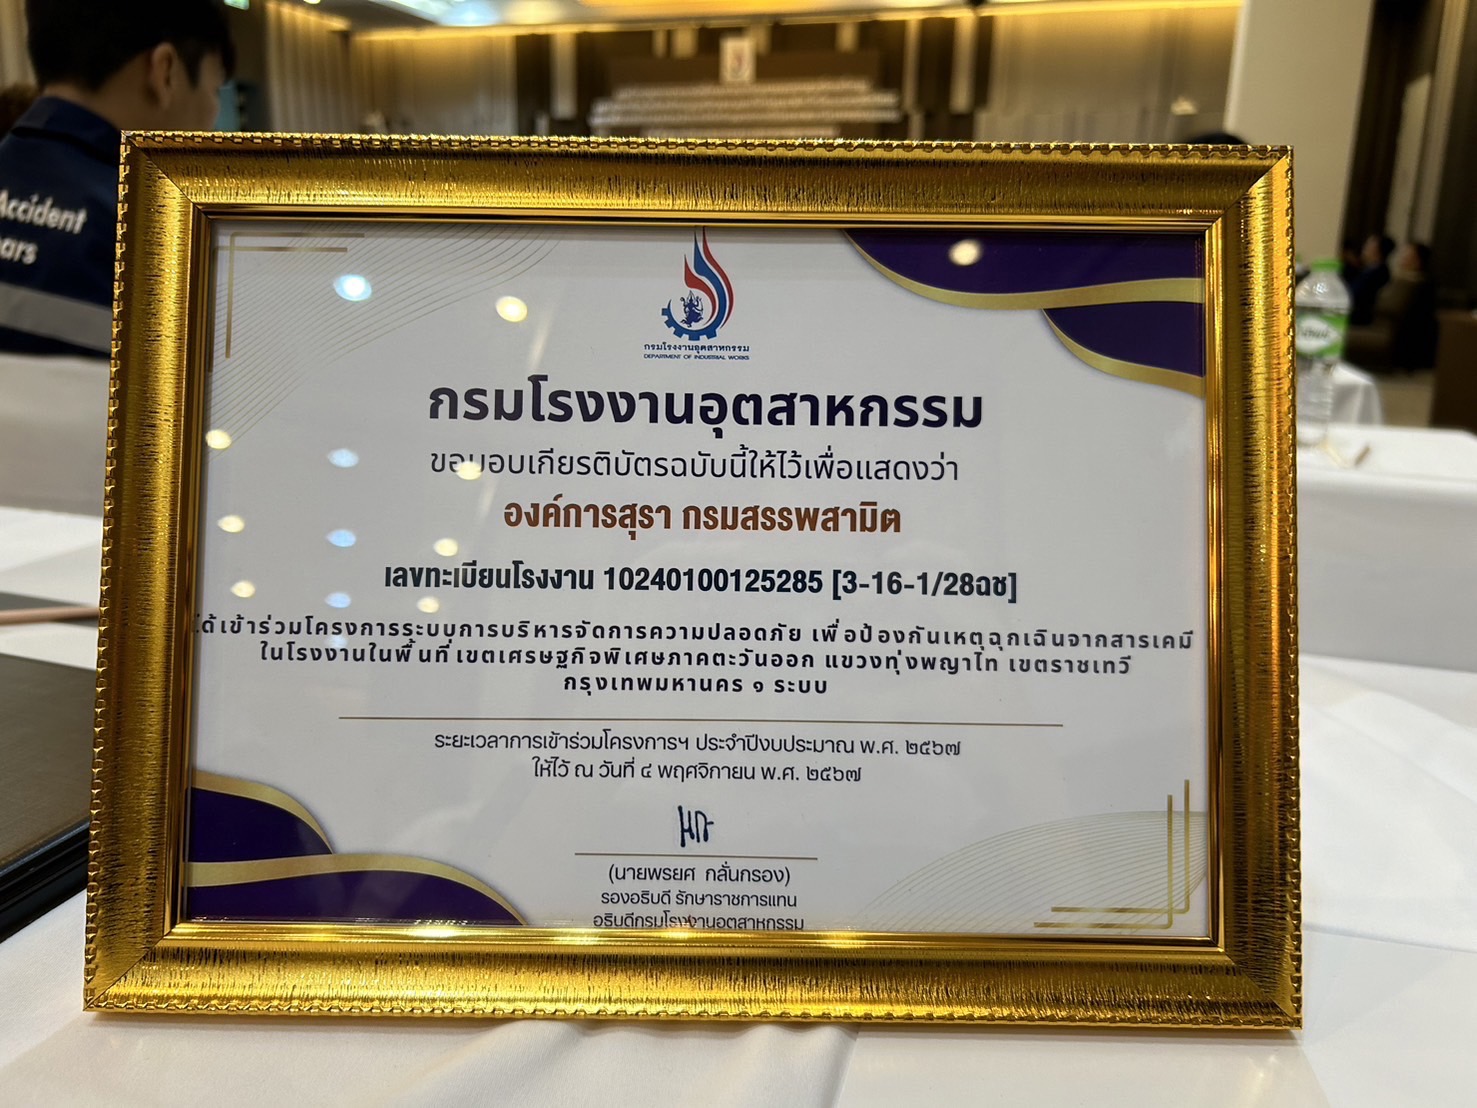 Accident
กรมโรงงานอุตสาหกรรม
DEPARTMENT OF INDUSTRIAL WORKS
กรมโรงงานอุตสาหกรรม
ขอมอบเกียรติบัตรฉบับนี้ให้ไว้เพื่อแสดงว่า
องค์การสุรา กรมสรรพสามิต
เลขทะเบียนโรงงาน 10240100125285 [3-16-1/28ฉช]
ได้เข้าร่วมโครงการระบบการบริหารจัดการความปลอดภัย เพื่อป้องกันเหตุฉุกเฉินจากสารเคมี
ในโรงงานในพื้นที่เขตเศรษฐกิจพิเศษภาคตะวันออก แขวงทุ่งพญาไท เขตราชเทวี
กรุงเทพมหานคร ๑ ระบบ
ระยะเวลาการเข้าร่วมโครงการฯ ประจำปีงบประมาณ พ.ศ. ๒๕๖๗
ให้ไว้ ณ วันที่ ๔ พฤศจิกายน พ.ศ. ๒๕๖๗
(นายพรยศ กลั่นกรอง)
รองอธิบดี รักษาราชการแทน
อธิบดีกรมโรงงานอุตสาหกรรม